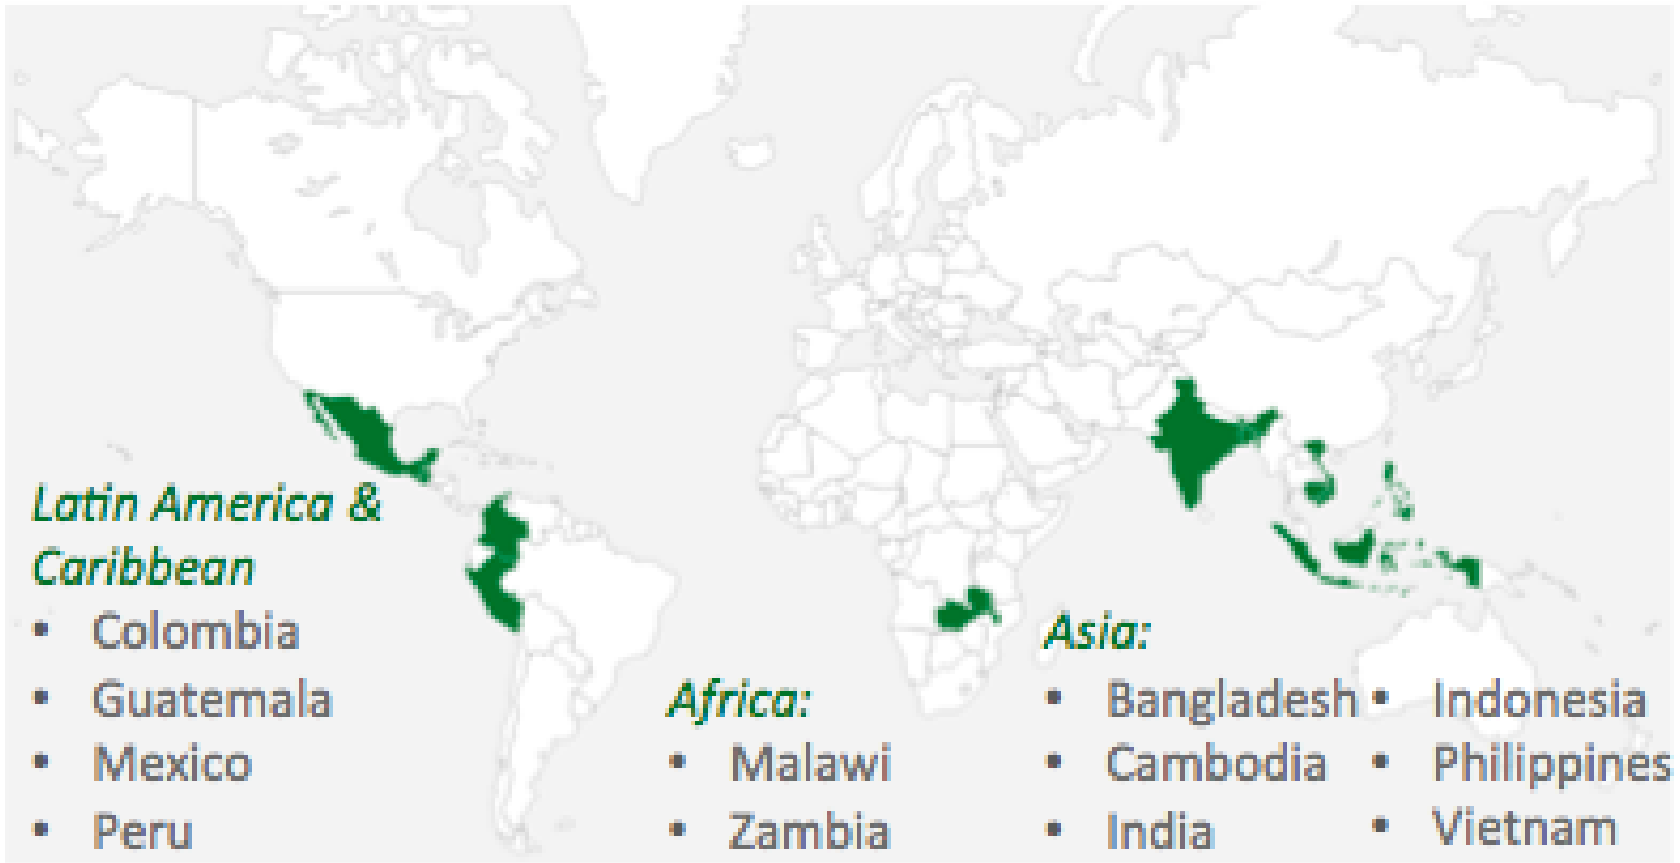 Latin America &
Caribbean
• Colombia
• Guatemala
• Mexico
• Peru
Africa:
• Malawi
• Zambia
Asia:
• Bangladesh • Indonesia
• Cambodia • Philippines
• India • Vietnam